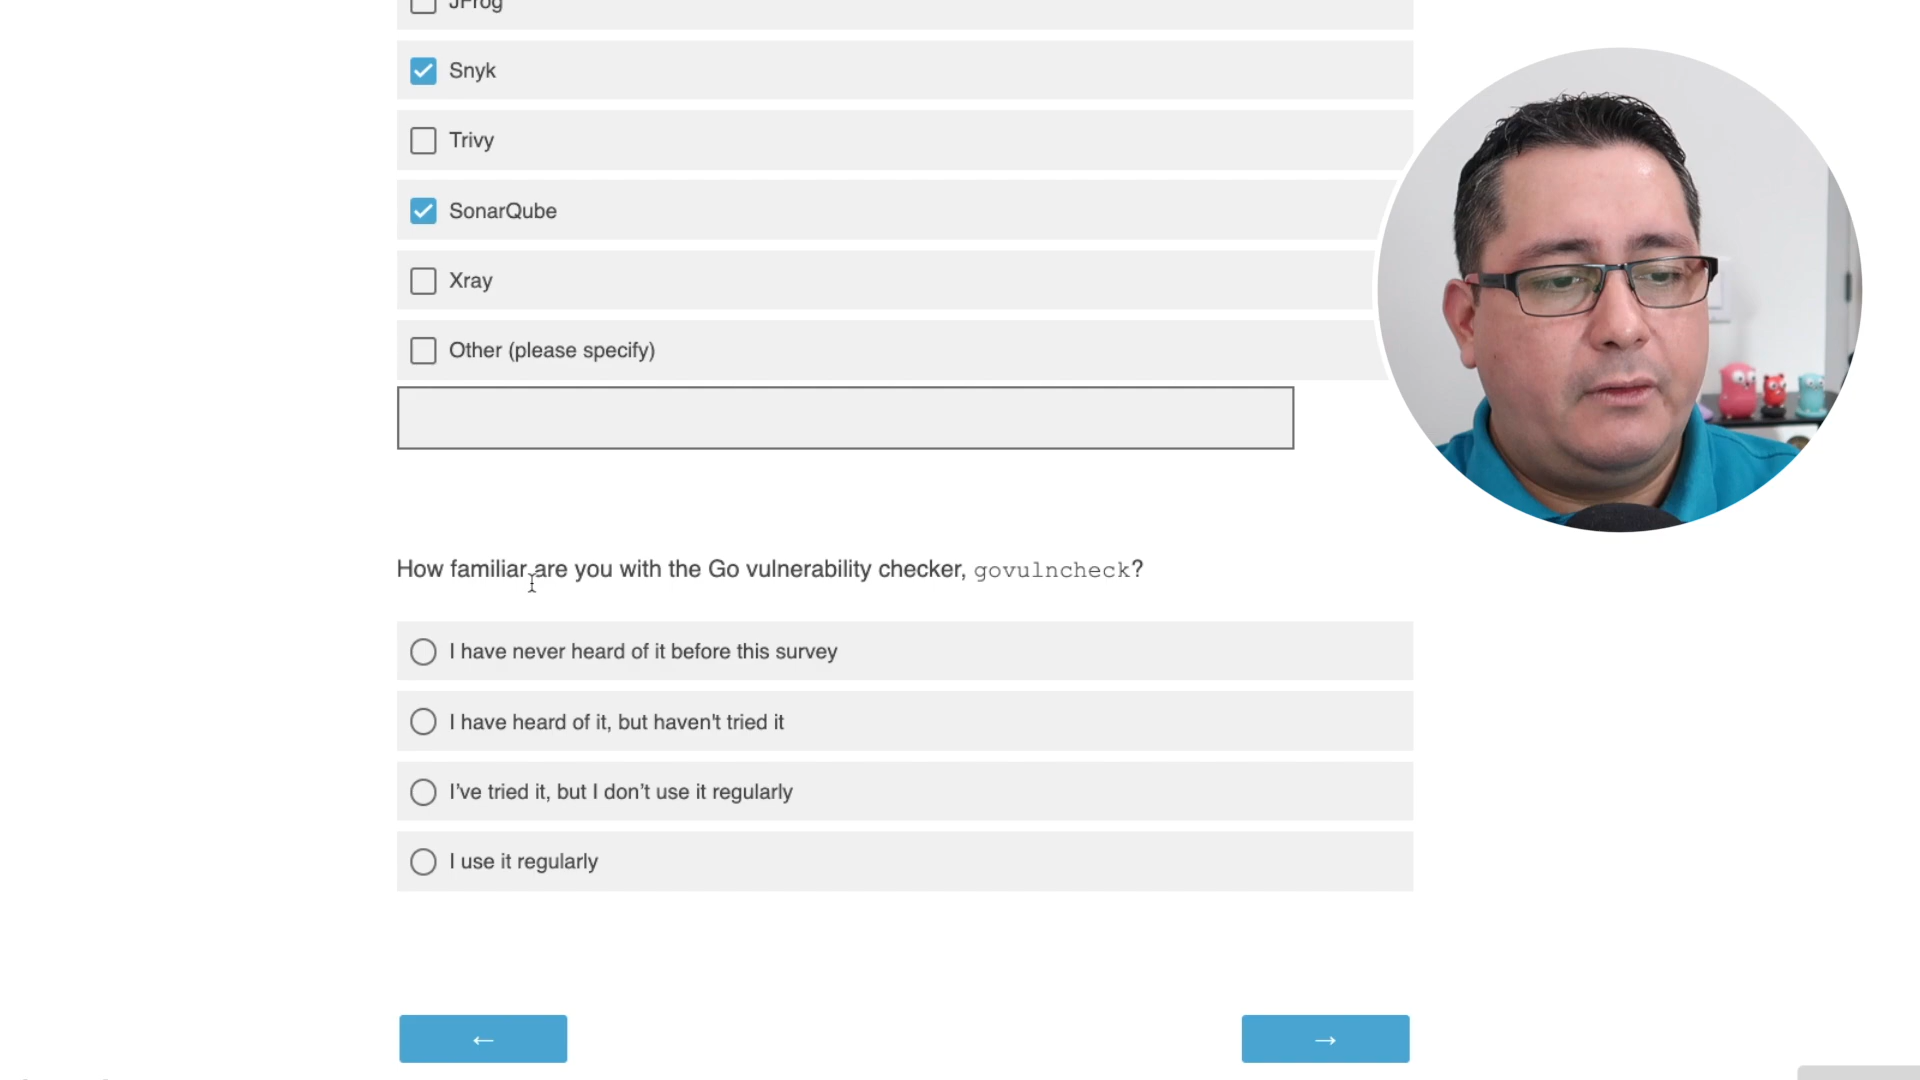 JFrog
Snyk
Trivy
SonarQube
Xray
Other (please specify)
How familiar are you with the Go vulnerability checker, govulncheck?
I have never heard of it before this survey
I have heard of it, but haven't tried it
I’ve tried it, but I don’t use it regularly
I use it regularly
←
→